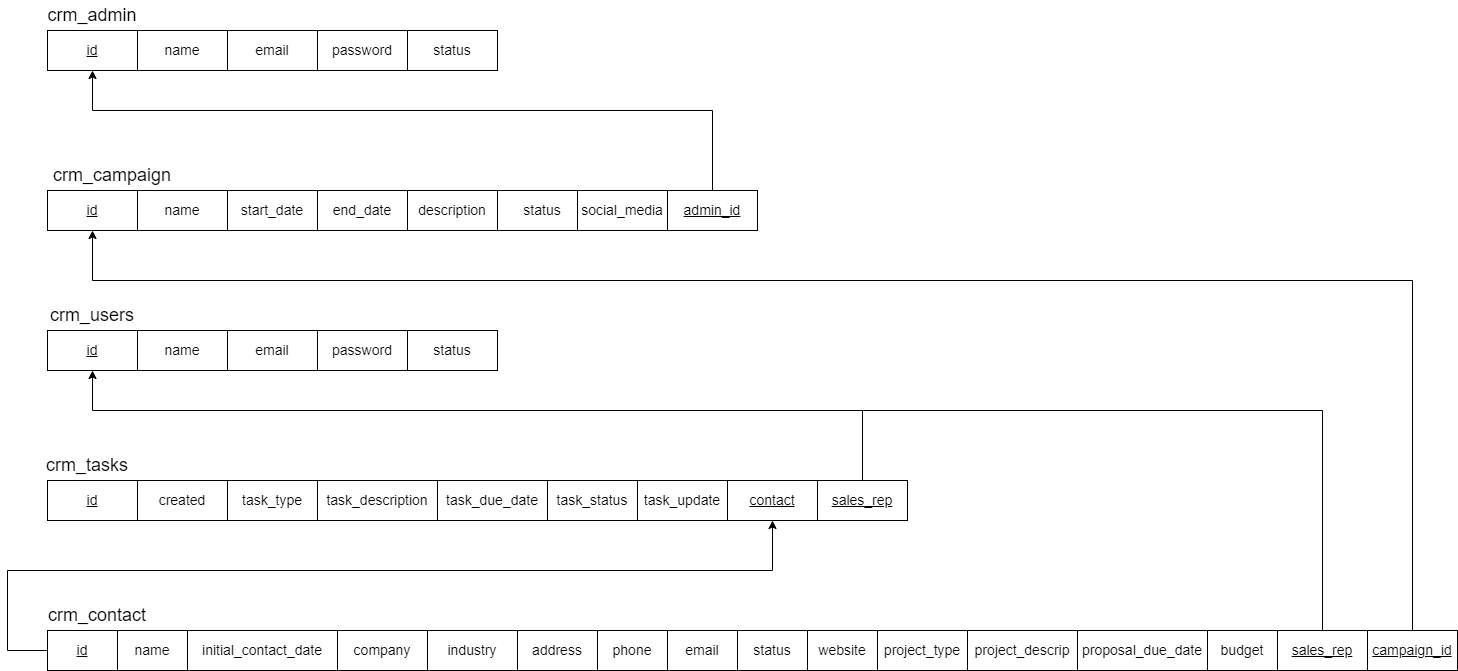 crm_admin
id name email password status
crm_campaign
id name start_date end_date description status social_media admin_id
crm_users
id name email password status
crm_tasks
id created task_type task_description task_due_date task_status task_update contact sales_rep
crm_contact
id name initial_contact_date company industry address phone email status website project_type project_descrip proposal_due_date budget sales_rep campaign_id